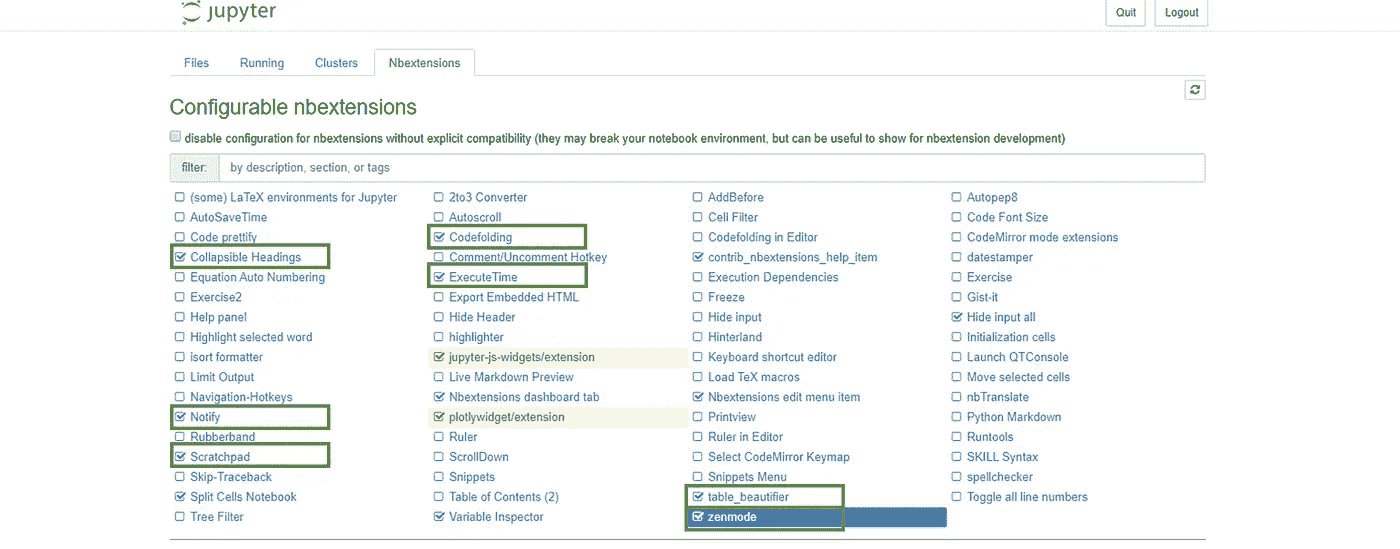 jupyter
Quit Logout
Files Running Clusters Nbextensions
Configurable nbextensions
disable configuration for nbextensions without explicit compatibility (they may break your notebook environment, but can be useful to show for nbextension development)
filter: by description, section, or tags
(some) LaTeX environments for Jupyter 2to3 Converter AddBefore Autopep8
AutoSaveTime Autoscroll Cell Filter Code Font Size
Code prettify Codefolding Codefolding in Editor CodeMirror mode extensions
Collapsible Headings Comment/Uncomment Hotkey contrib_nbextensions_help_item datestamper
Equation Auto Numbering ExecuteTime Execution Dependencies Exercise
Exercise2 Export Embedded HTML Freeze Gist-it
Help panel Hide Header Hide input Hide input all
Highlight selected word highlighter Hinterland Initialization cells
isort formatter jupyter-js-widgets/extension Keyboard shortcut editor Launch QTConsole
Limit Output Live Markdown Preview Load TeX macros Move selected cells
Navigation-Hotkeys Nbextensions dashboard tab Nbextensions edit menu item nbTranslate
Notify plotlywidget/extension Printview Python Markdown
Rubberband Ruler Ruler in Editor Runtools
Scratchpad ScrollDown Select CodeMirror Keymap SKILL Syntax
Skip-Traceback Snippets Snippets Menu spellchecker
Split Cells Notebook Table of Contents (2) table_beautifier Toggle all line numbers
Tree Filter Variable Inspector zenmode